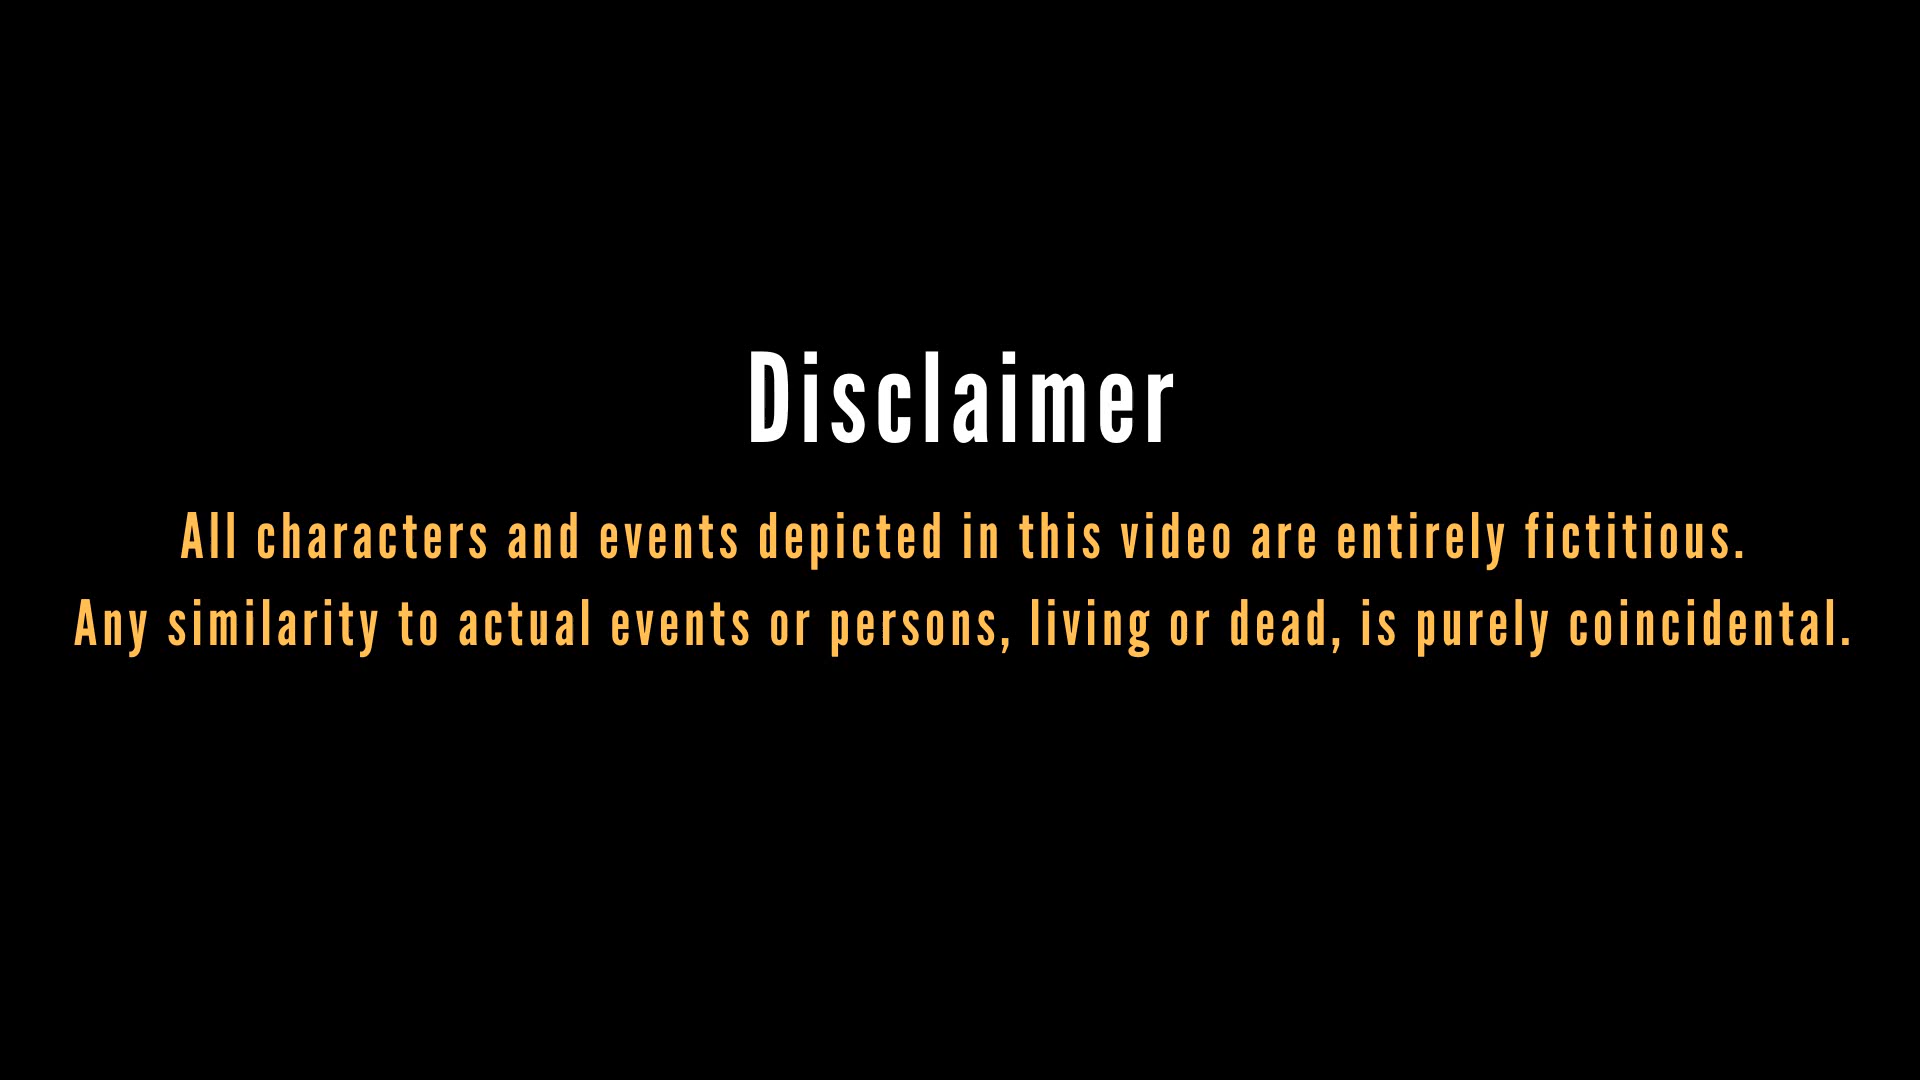 Disclaimer
All characters and events depicted in this video are entirely fictitious.
Any similarity to actual events or persons, living or dead, is purely coincidental.